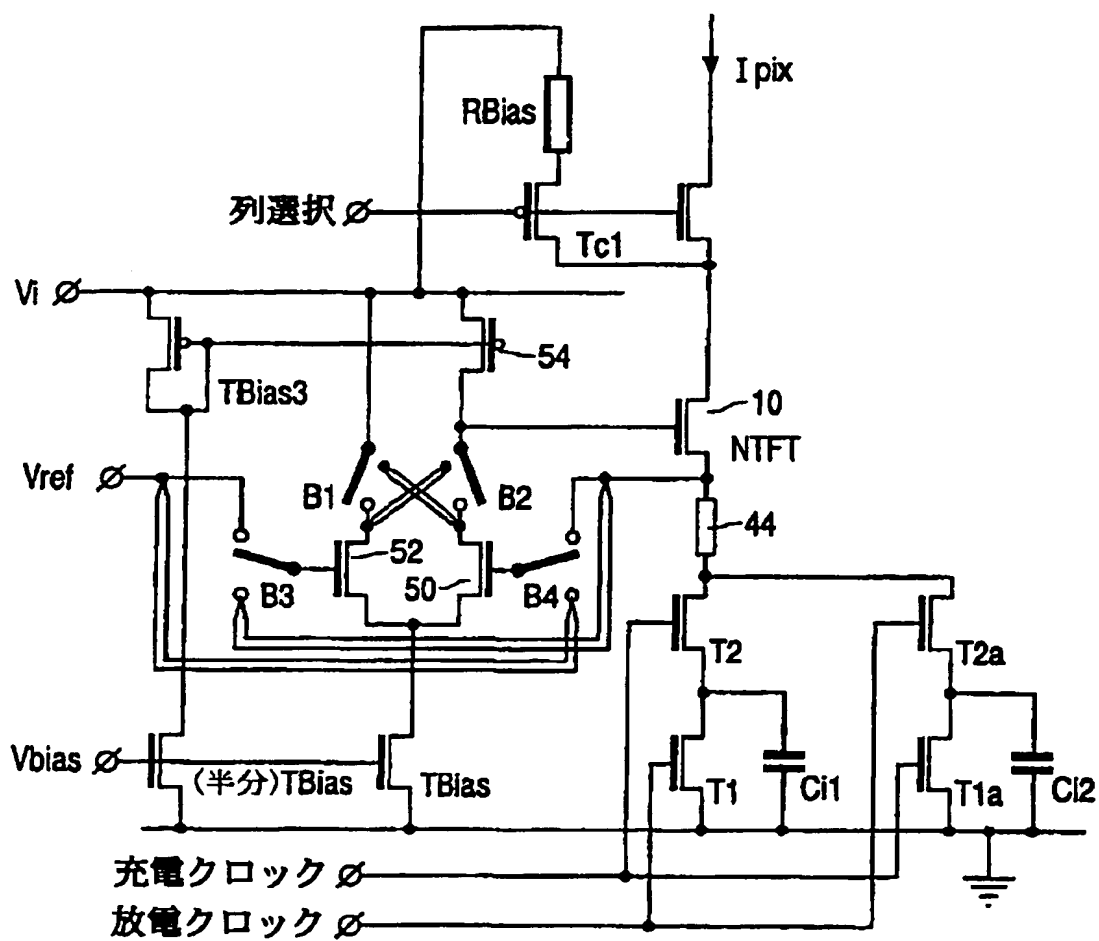 I pix
RBias
列選択
Tc1
Vi
54
TBias3
10
NTFT
Vref
B1
B2
44
52
50
B3
B4
T2
T2a
Vbias
(半分)TBias
TBias
T1
Ci1
T1a
Ci2
充電クロック
放電クロック